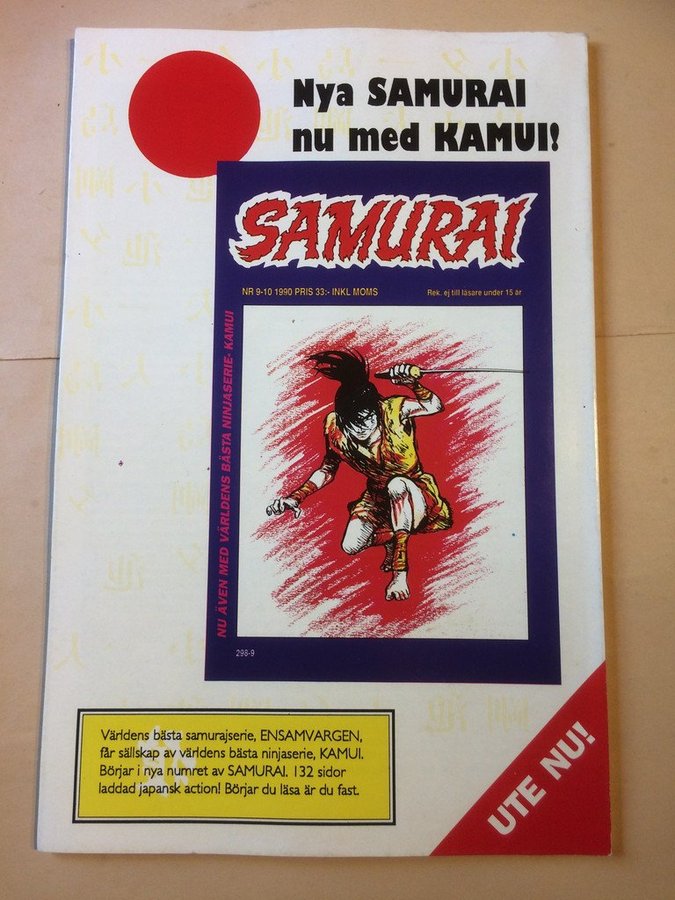 Nya SAMURAI
nu med KAMUI!
SAMURAI
NR 9-10 1990 PRIS 33:- INKL MOMS
Rek. ej till läsare under 15 år
NU ÄVEN MED VÄRLDENS BÄSTA NINJASERIE- KAMUI
298-9
Världens bästa samurajserie, ENSAMVARGEN,
får sällskap av världens bästa ninjaserie, KAMUI.
Börjar i nya numret av SAMURAI. 132 sidor
laddad japansk action! Börjar du läsa är du fast.
UTE NU!